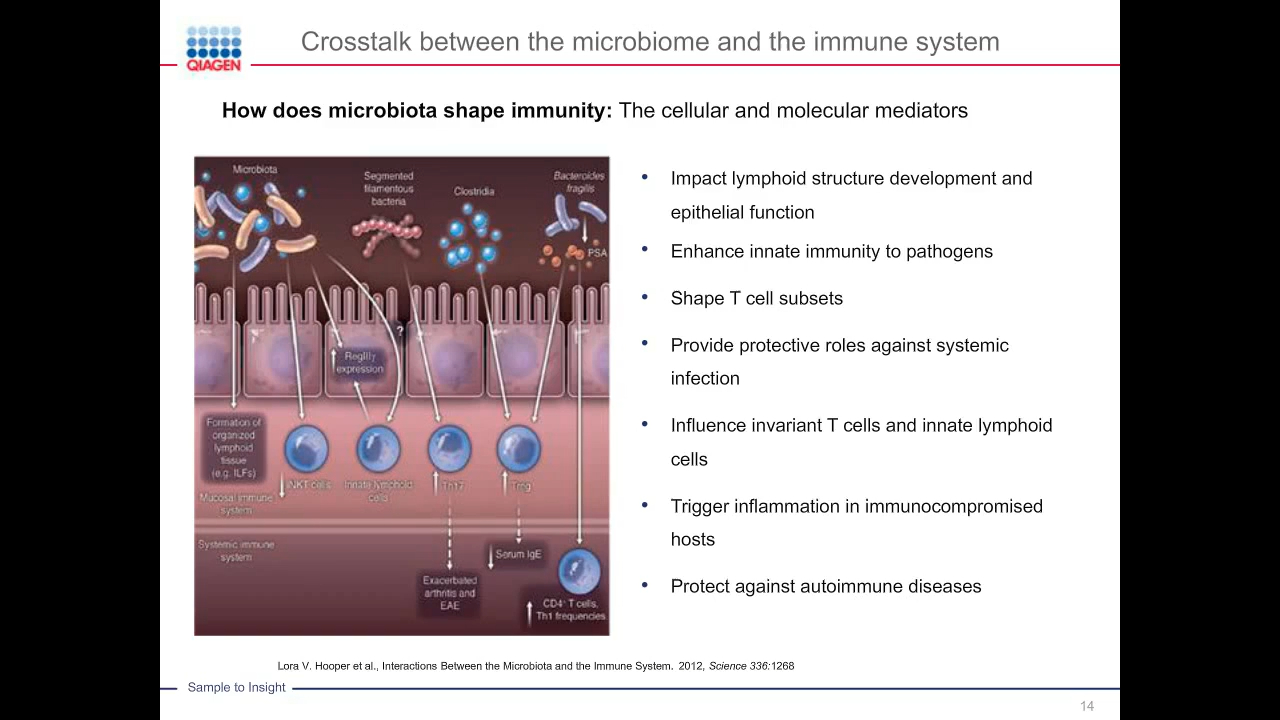 QIAGEN
Crosstalk between the microbiome and the immune system
How does microbiota shape immunity: The cellular and molecular mediators
Microbiota
Segmented
filamentous
bacteria
Clostridia
Bacteroides
fragilis
PSA
?
RegIIIγ
expression
Formation of
organized
lymphoid
tissue
(e.g. ILFs)
iNKT cells
Innate lymphoid
cells
Th17
Treg
Mucosal immune
system
Systemic immune
system
Serum IgE
Exacerbated
arthritis and
EAE
CD4+ T cells,
Th1 frequencies
• Impact lymphoid structure development and
epithelial function
• Enhance innate immunity to pathogens
• Shape T cell subsets
• Provide protective roles against systemic
infection
• Influence invariant T cells and innate lymphoid
cells
• Trigger inflammation in immunocompromised
hosts
• Protect against autoimmune diseases
Lora V. Hooper et al., Interactions Between the Microbiota and the Immune System. 2012, Science 336:1268
Sample to Insight
14